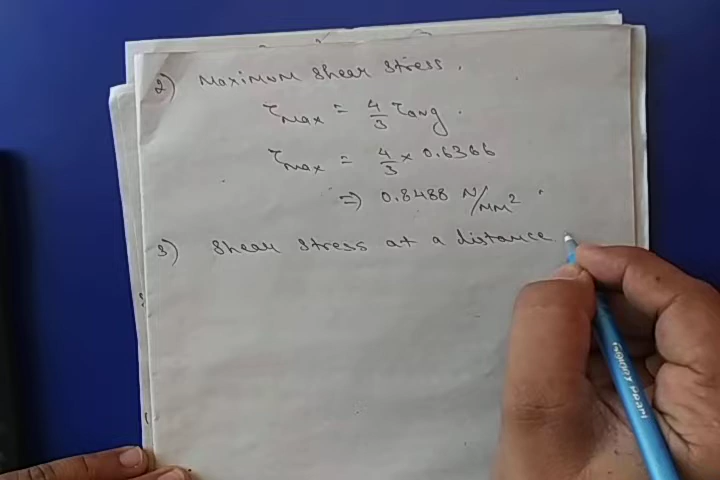 2) Maximum shear stress.
τmax = 4/3 τavg.
τmax = 4/3 × 0.6366
⇒ 0.8488 N/mm²
3) Shear stress at a distance